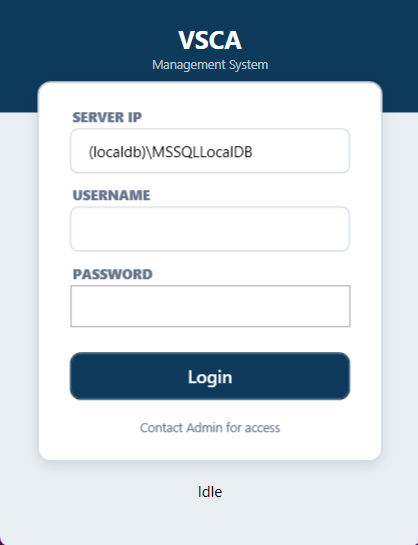 VSCA
Management System
SERVER IP
(localdb)\MSSQLLocalDB
USERNAME
PASSWORD
Login
Contact Admin for access
Idle